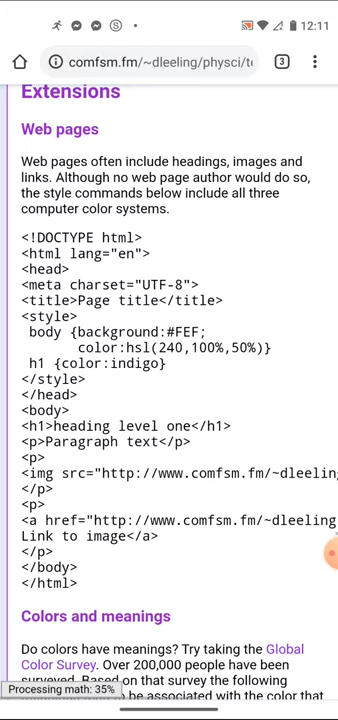 12:11
comfsm.fm/~dleeling/physci/te
3
Extensions
Web pages
Web pages often include headings, images and
links. Although no web page author would do so,
the style commands below include all three
computer color systems.
<!DOCTYPE html>
<html lang="en">
<head>
<meta charset="UTF-8">
<title>Page title</title>
<style>
body {background:#FEF;
color:hsl(240,100%,50%)}
h1 {color:indigo}
</style>
</head>
<body>
<h1>heading level one</h1>
<p>Paragraph text</p>
<p>
<img src="http://www.comfsm.fm/~dleeling
</p>
<p>
<a href="http://www.comfsm.fm/~dleeling
Link to image</a>
</p>
</body>
</html>
Colors and meanings
Do colors have meanings? Try taking the Global
Color Survey. Over 200,000 people have been
surveyed. Based on that survey the following
Processing math: 35%
to be associated with the color that